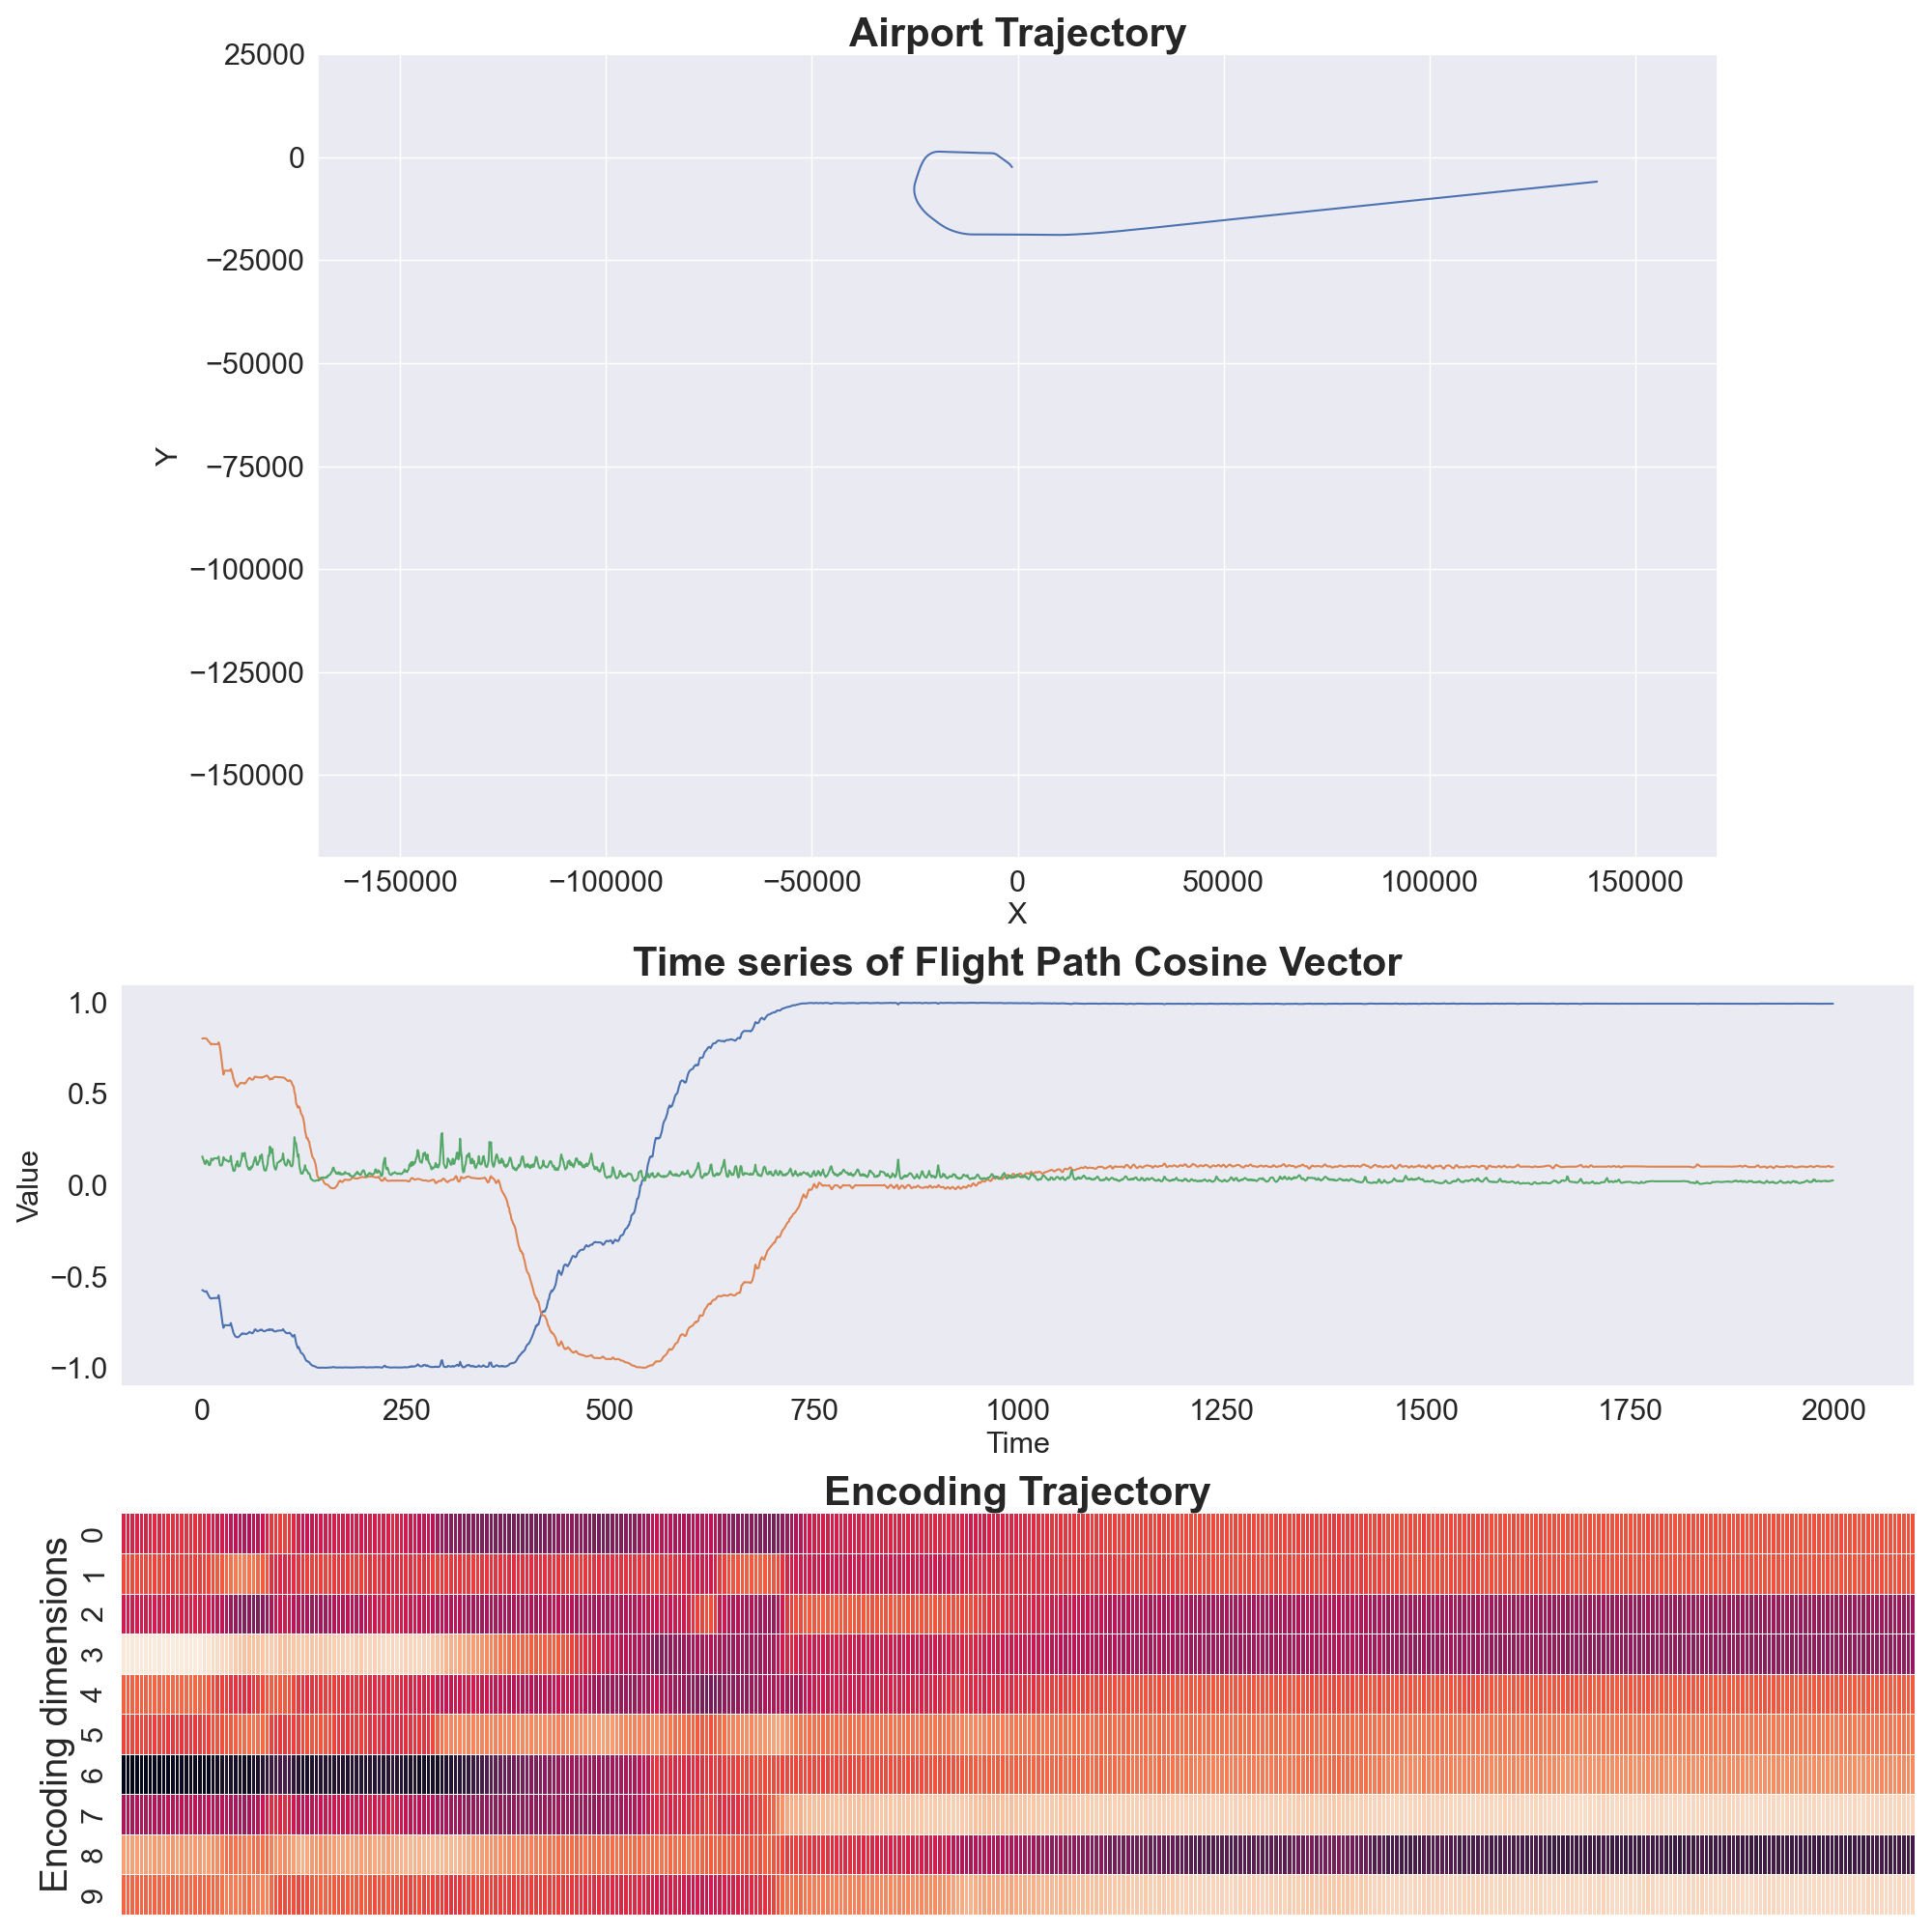 Airport Trajectory
25000
0
−25000
−50000
−75000
−100000
−125000
−150000
Y
−150000 −100000 −50000 0 50000 100000 150000
X
Time series of Flight Path Cosine Vector
1.0
0.5
0.0
−0.5
−1.0
Value
0 250 500 750 1000 1250 1500 1750 2000
Time
Encoding Trajectory
Encoding dimensions
0
1
2
3
4
5
6
7
8
9